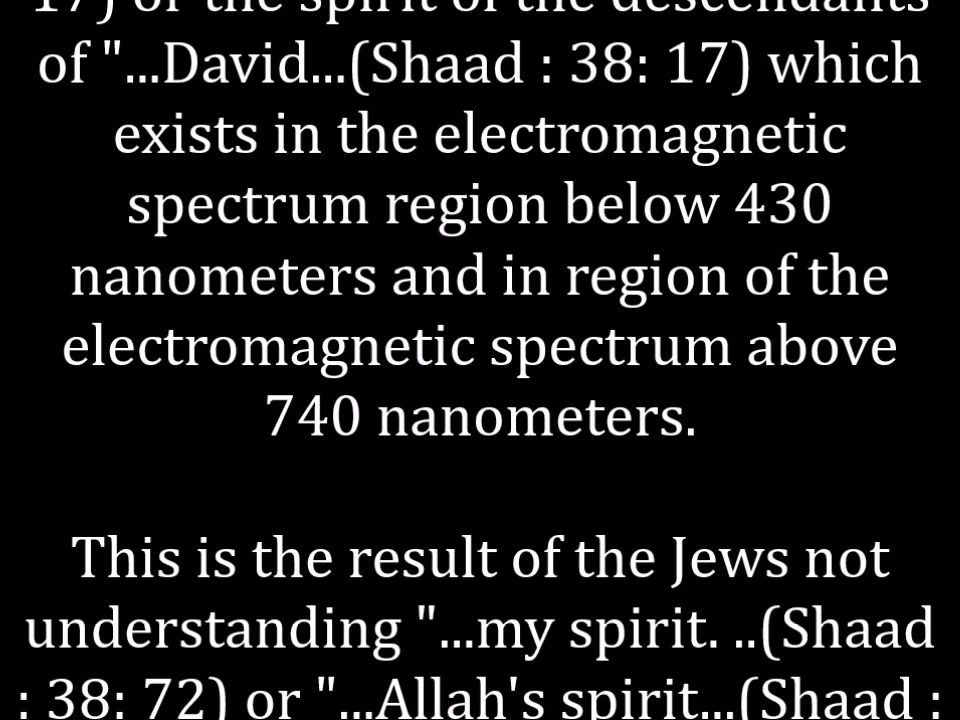 17) or the spirit of the descendants
of "...David...(Shaad : 38: 17) which
exists in the electromagnetic
spectrum region below 430
nanometers and in region of the
electromagnetic spectrum above
740 nanometers.
This is the result of the Jews not
understanding "...my spirit. ..(Shaad
: 38: 72) or "...Allah's spirit...(Shaad :